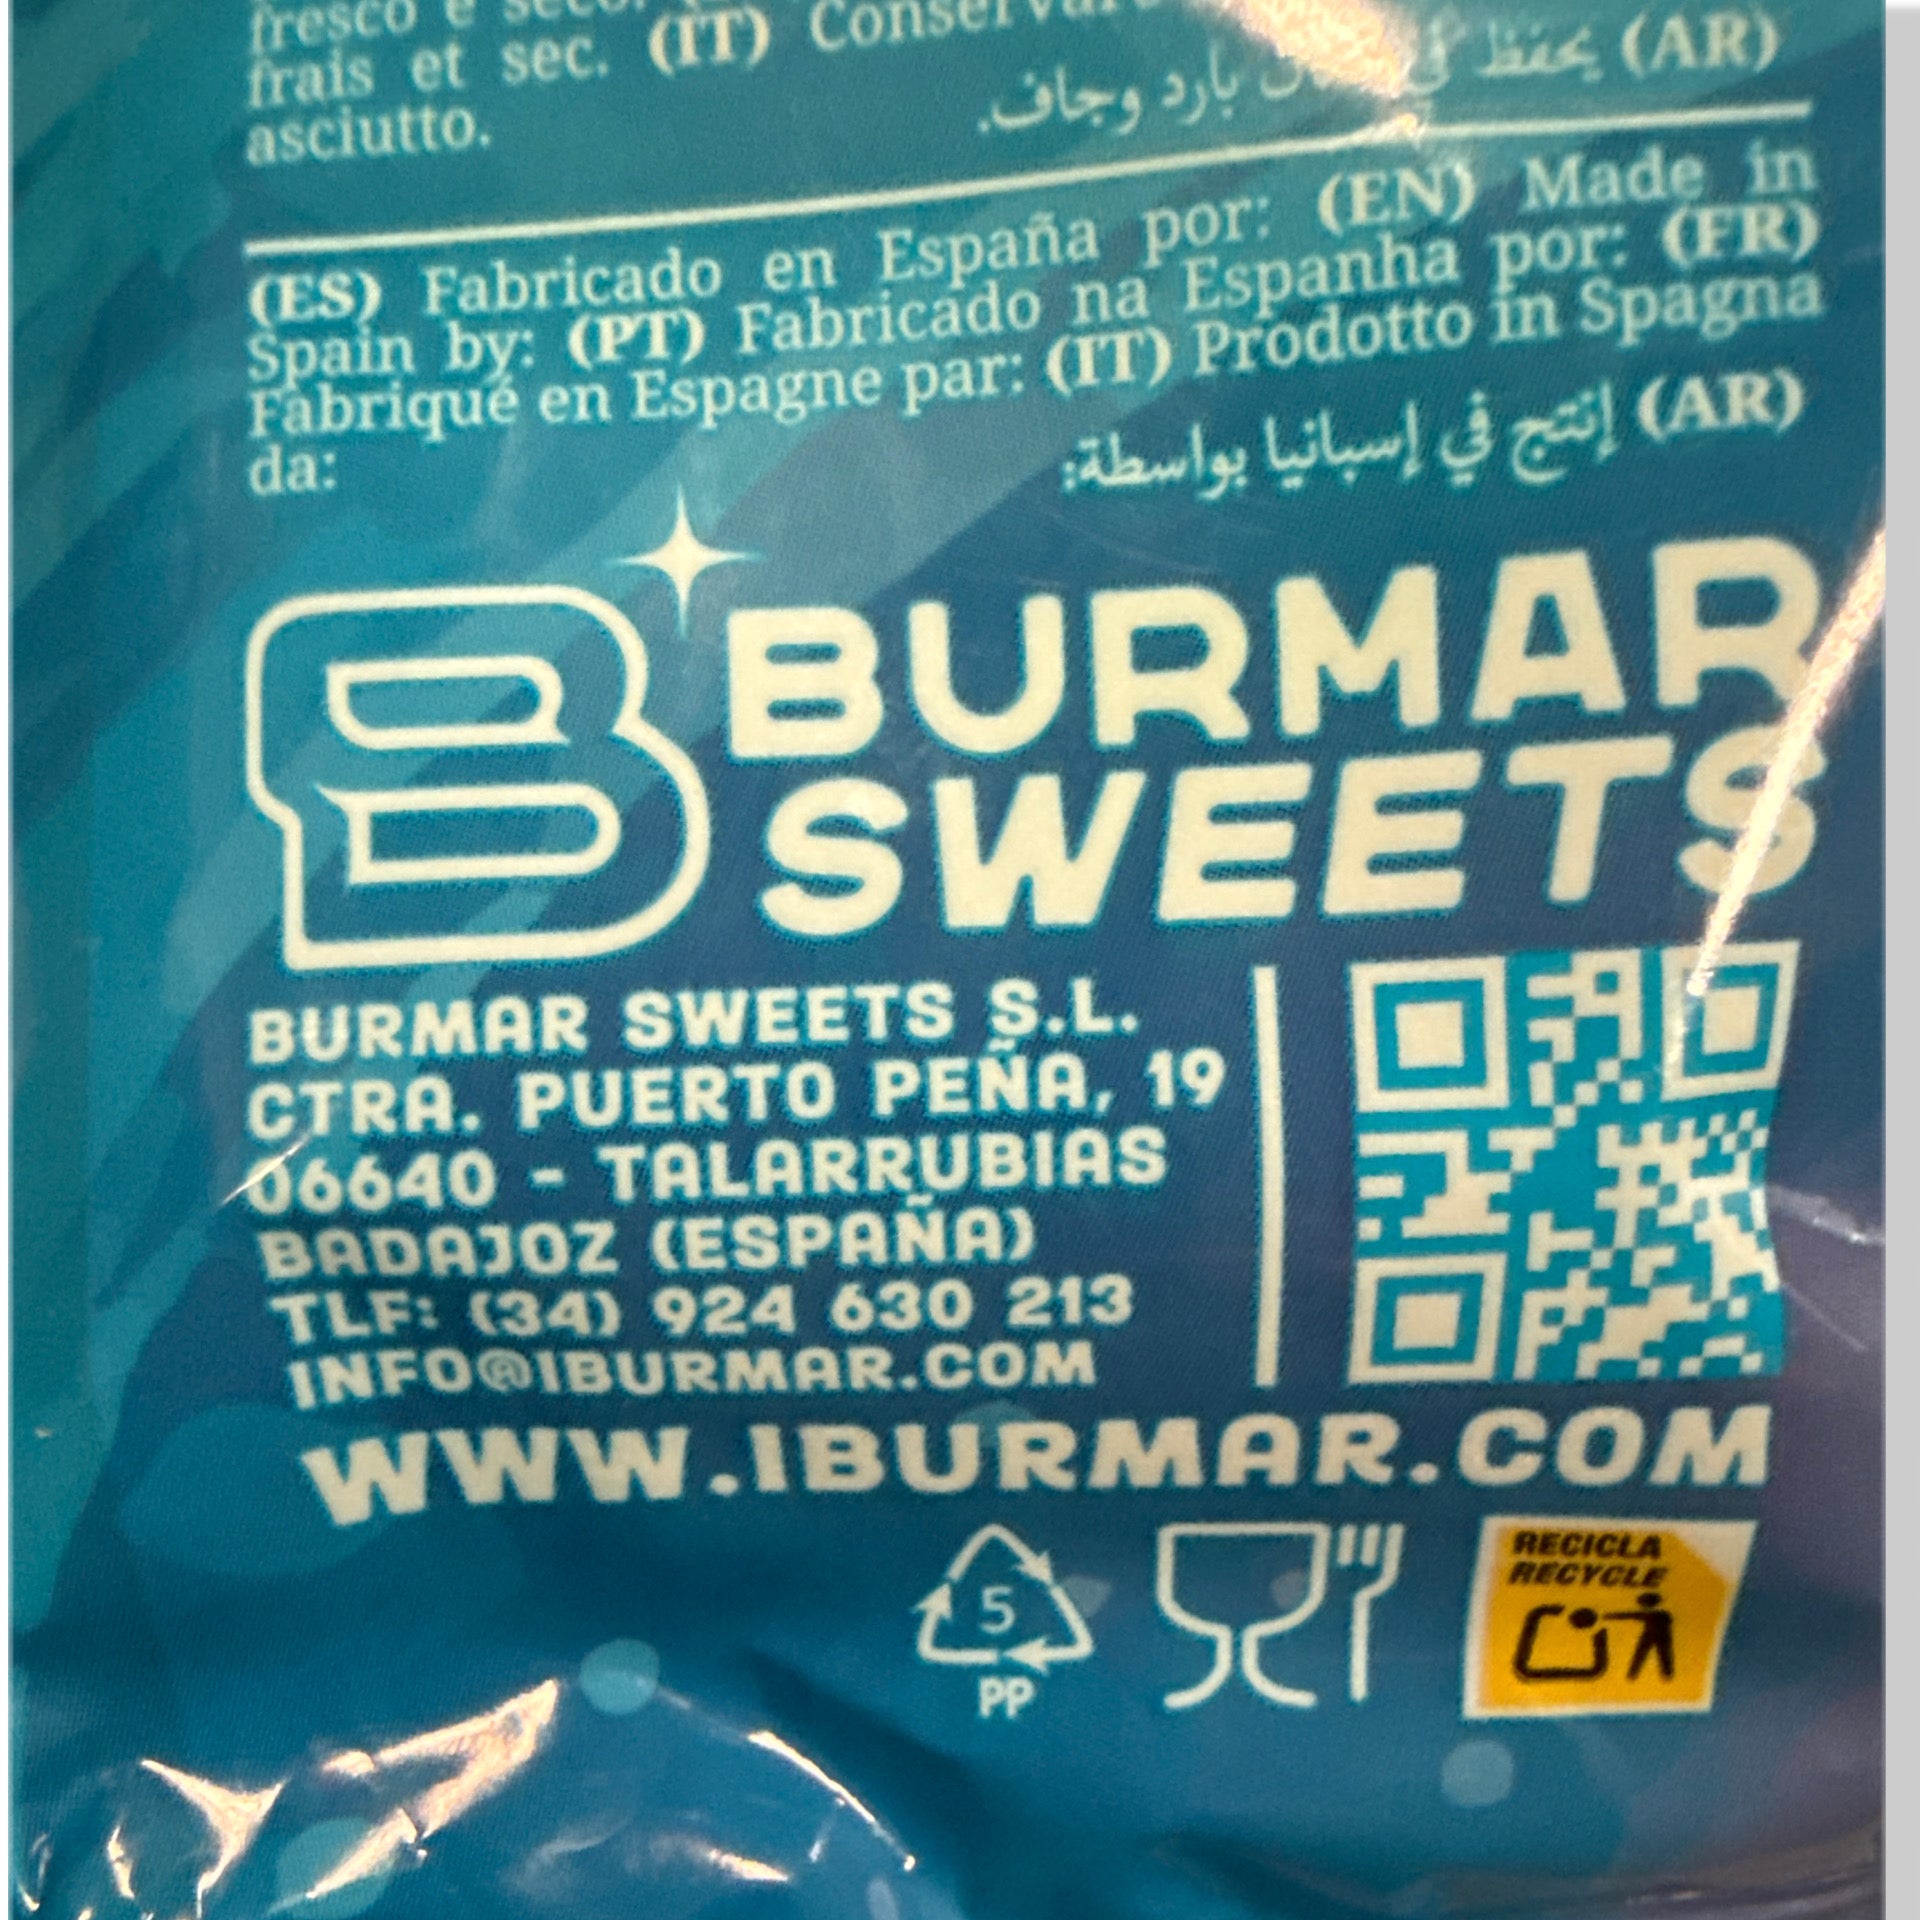 fresco e seco.
frais et sec. (IT) Conservare
asciutto.
(AR) يحفظ في بارد وجاف.
(ES) Fabricado en España por: (EN) Made in
Spain by: (PT) Fabricado na Espanha por: (FR)
Fabriqué en Espagne par: (IT) Prodotto in Spagna
da:
(AR) إنتج في إسبانيا بواسطة:
BURMAR
SWEETS
BURMAR SWEETS S.L.
CTRA. PUERTO PEÑA, 19
06640 - TALARRUBIAS
BADAJOZ (ESPAÑA)
TLF: (34) 924 630 213
INFO@IBURMAR.COM
WWW.IBURMAR.COM
5
PP
RECICLA
RECYCLE